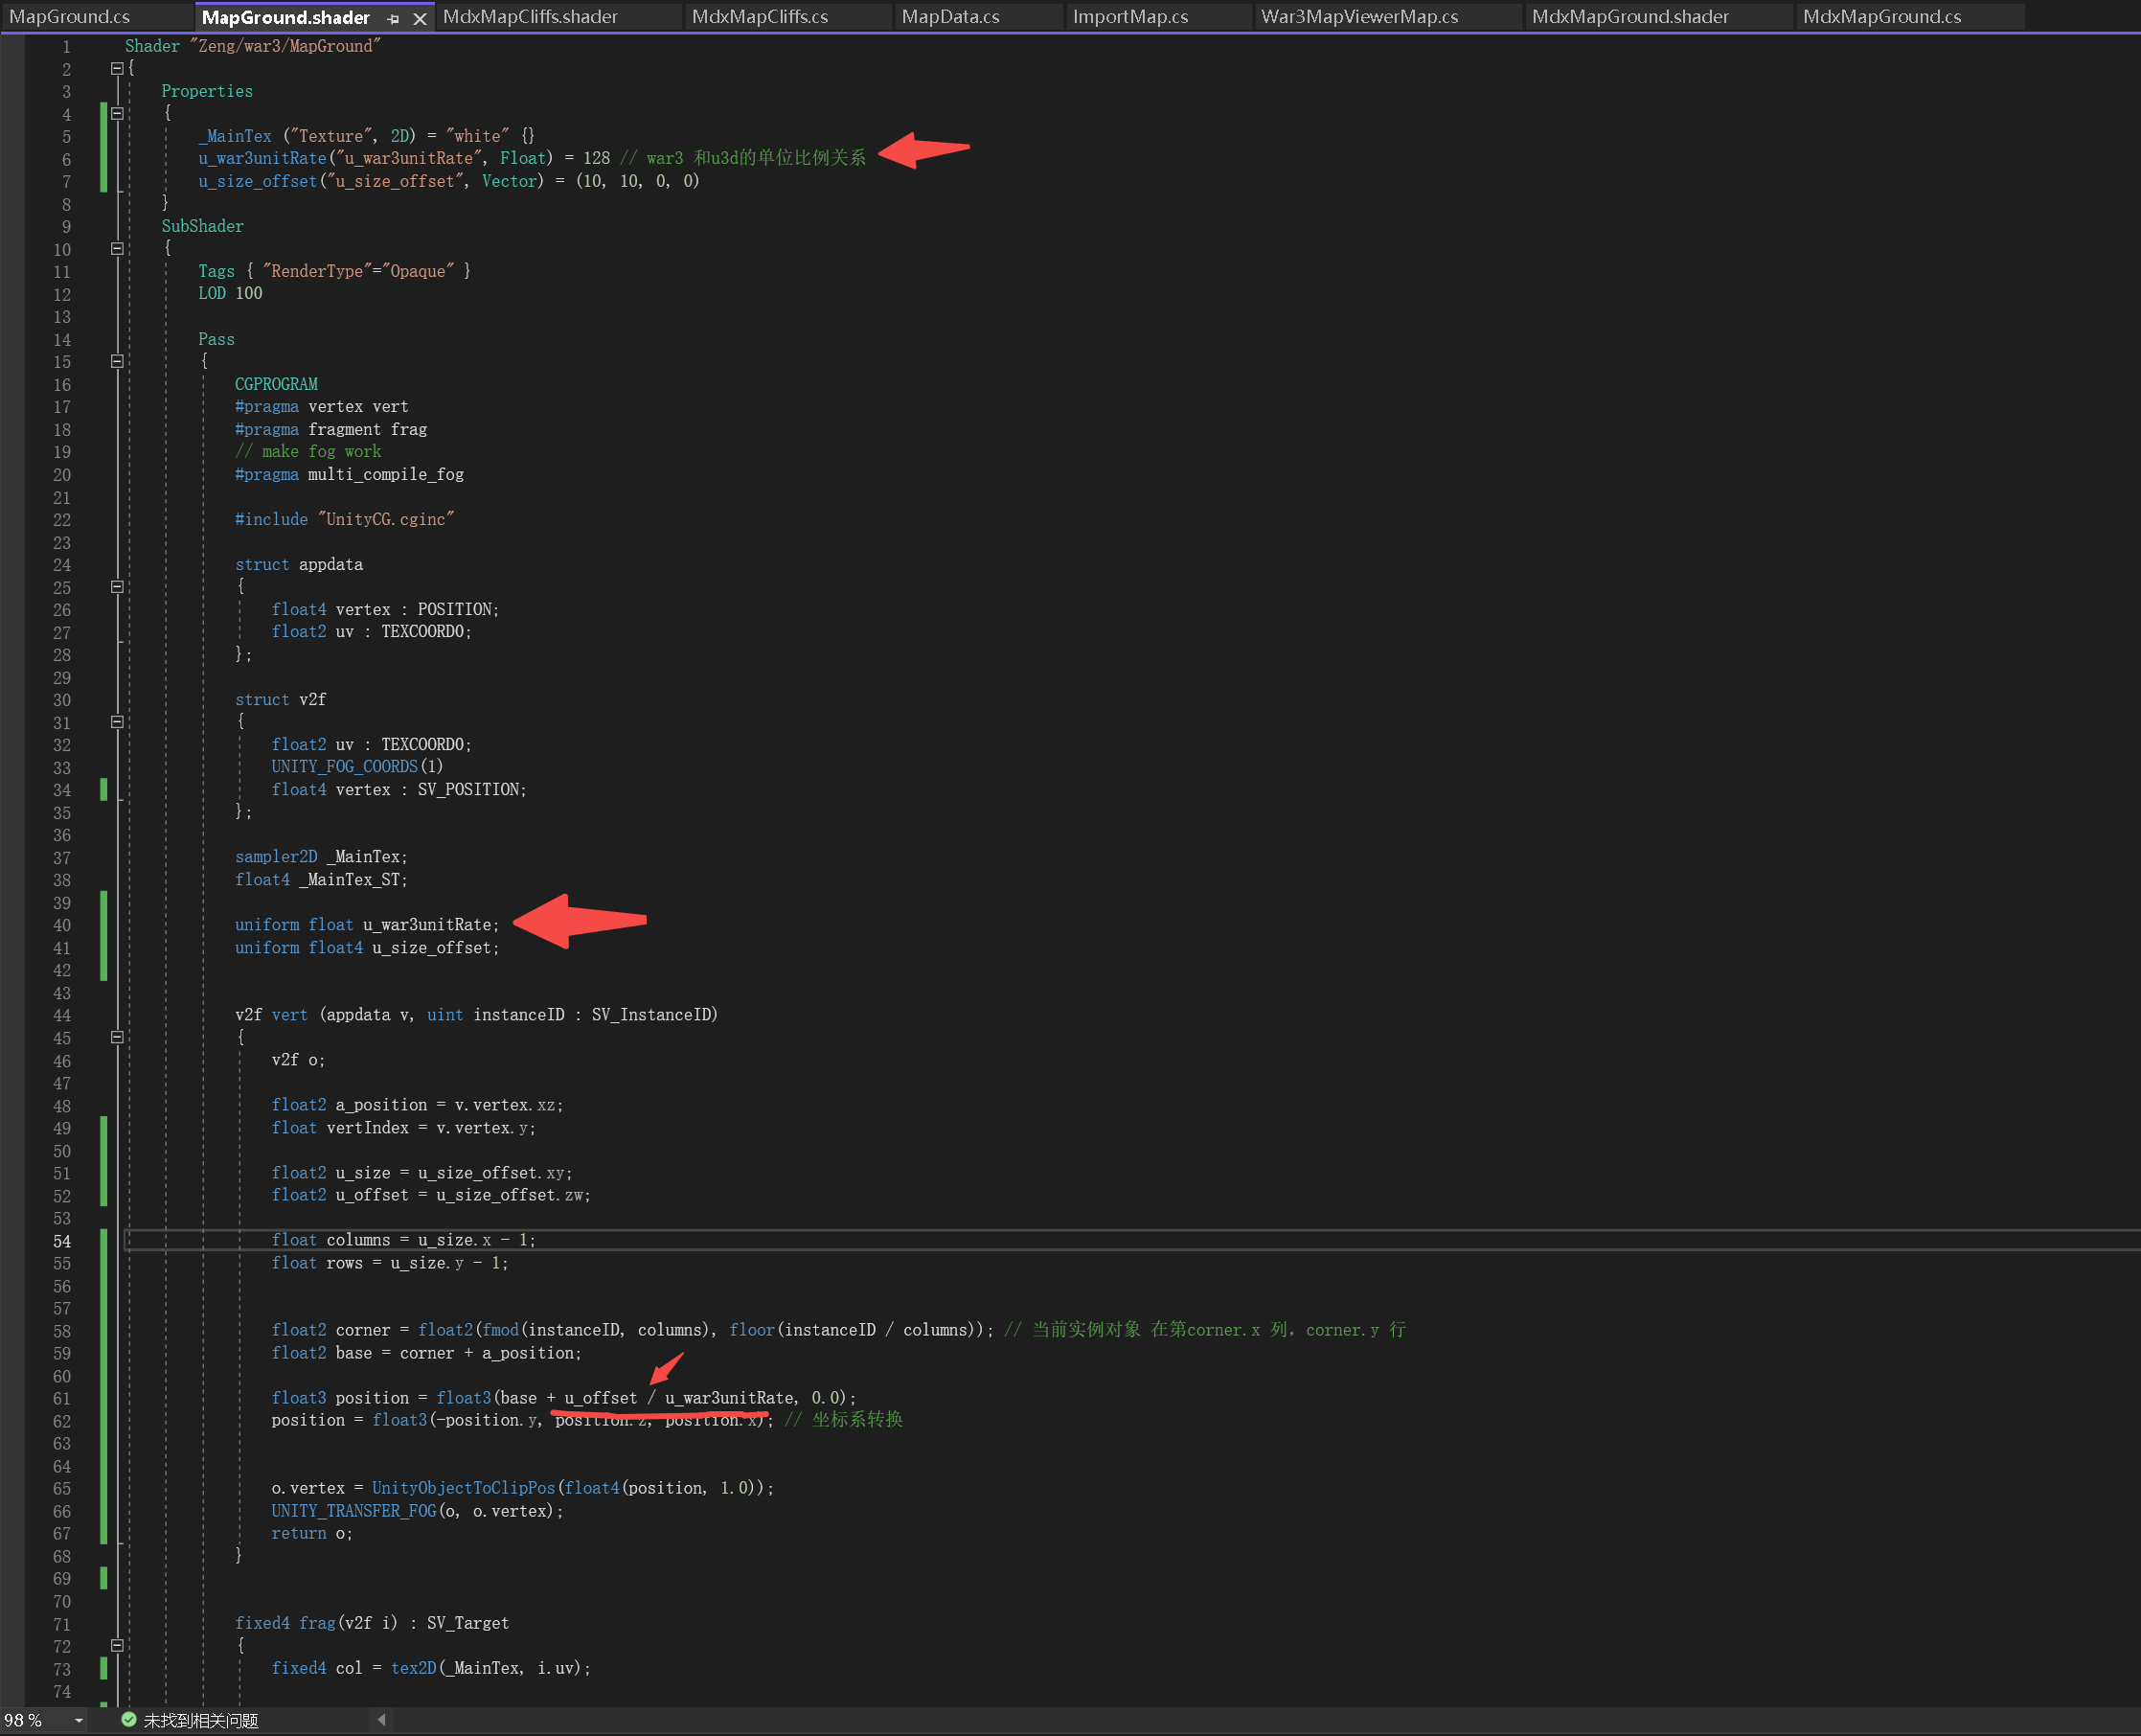 MapGround.cs MapGround.shader MdxMapCliffs.shader MdxMapCliffs.cs MapData.cs ImportMap.cs War3MapViewerMap.cs MdxMapGround.shader MdxMapGround.cs
1 Shader "Zeng/war3/MapGround"
2 {
3 Properties
4 {
5 _MainTex ("Texture", 2D) = "white" {}
6 u_war3unitRate("u_war3unitRate", Float) = 128 // war3 和u3d的单位比例关系
7 u_size_offset("u_size_offset", Vector) = (10, 10, 0, 0)
8 }
9 SubShader
10 {
11 Tags { "RenderType"="Opaque" }
12 LOD 100
13
14 Pass
15 {
16 CGPROGRAM
17 #pragma vertex vert
18 #pragma fragment frag
19 // make fog work
20 #pragma multi_compile_fog
21
22 #include "UnityCG.cginc"
23
24 struct appdata
25 {
26 float4 vertex : POSITION;
27 float2 uv : TEXCOORD0;
28 };
29
30 struct v2f
31 {
32 float2 uv : TEXCOORD0;
33 UNITY_FOG_COORDS(1)
34 float4 vertex : SV_POSITION;
35 };
36
37 sampler2D _MainTex;
38 float4 _MainTex_ST;
39
40 uniform float u_war3unitRate;
41 uniform float4 u_size_offset;
42
43
44 v2f vert (appdata v, uint instanceID : SV_InstanceID)
45 {
46 v2f o;
47
48 float2 a_position = v.vertex.xz;
49 float vertIndex = v.vertex.y;
50
51 float2 u_size = u_size_offset.xy;
52 float2 u_offset = u_size_offset.zw;
53
54 float columns = u_size.x - 1;
55 float rows = u_size.y - 1;
56
57
58 float2 corner = float2(fmod(instanceID, columns), floor(instanceID / columns)); // 当前实例对象 在第corner.x 列, corner.y 行
59 float2 base = corner + a_position;
60
61 float3 position = float3(base + u_offset / u_war3unitRate, 0.0);
62 position = float3(-position.y, position.z, position.x); // 坐标系转换
63
64
65 o.vertex = UnityObjectToClipPos(float4(position, 1.0));
66 UNITY_TRANSFER_FOG(o, o.vertex);
67 return o;
68 }
69
70
71 fixed4 frag(v2f i) : SV_Target
72 {
73 fixed4 col = tex2D(_MainTex, i.uv);
74
98 % 未找到相关问题